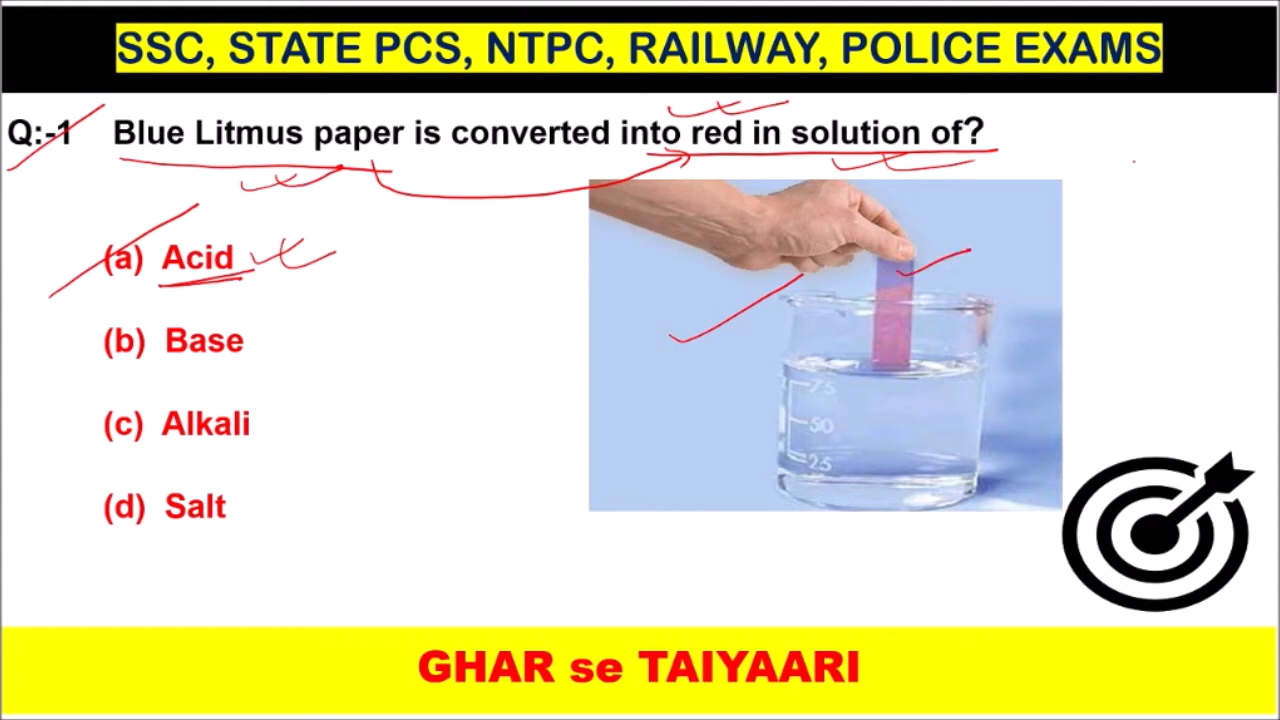 SSC, STATE PCS, NTPC, RAILWAY, POLICE EXAMS
Q:-1 Blue Litmus paper is converted into red in solution of?
(a) Acid
(b) Base
(c) Alkali
(d) Salt
75
50
25
GHAR se TAIYAARI